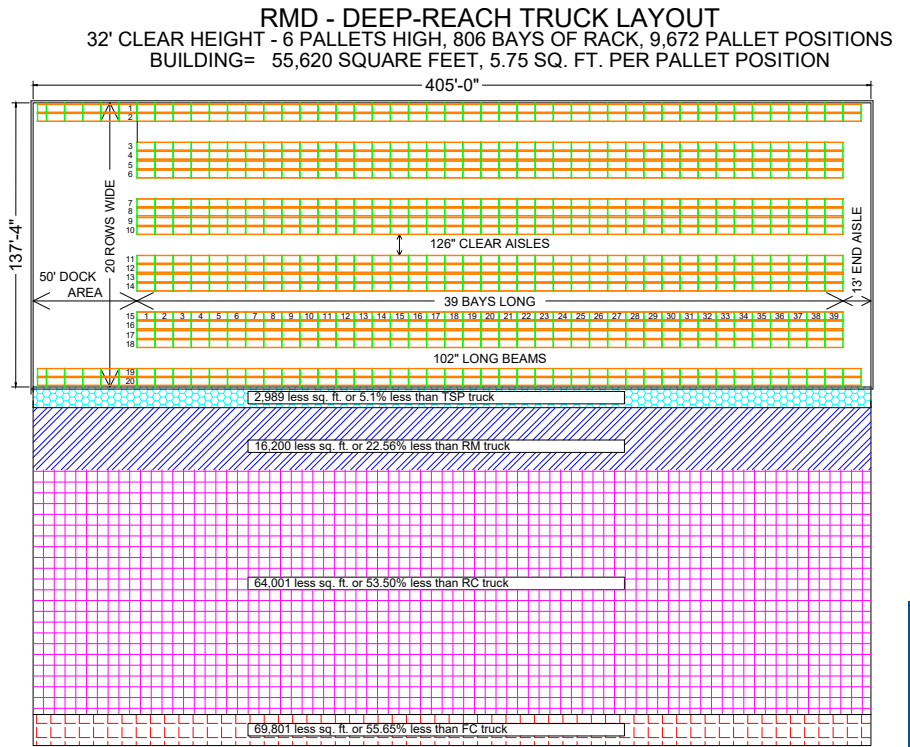 RMD - DEEP-REACH TRUCK LAYOUT
32' CLEAR HEIGHT - 6 PALLETS HIGH, 806 BAYS OF RACK, 9,672 PALLET POSITIONS
BUILDING= 55,620 SQUARE FEET, 5.75 SQ. FT. PER PALLET POSITION
405'-0"
137'-4"
1
2
3
4
5
6
7
8
9
10
20 ROWS WIDE
126" CLEAR AISLES
13' END AISLE
11
12
13
14
50' DOCK
AREA
39 BAYS LONG
15
1 2 3 4 5 6 7 8 9 10 11 12 13 14 15 16 17 18 19 20 21 22 23 24 25 26 27 28 29 30 31 32 33 34 35 36 37 38 39
16
17
18
102" LONG BEAMS
19
20
2,989 less sq. ft. or 5.1% less than TSP truck
16,200 less sq. ft. or 22.56% less than RM truck
64,001 less sq. ft. or 53.50% less than RC truck
69,801 less sq. ft. or 55.65% less than FC truck